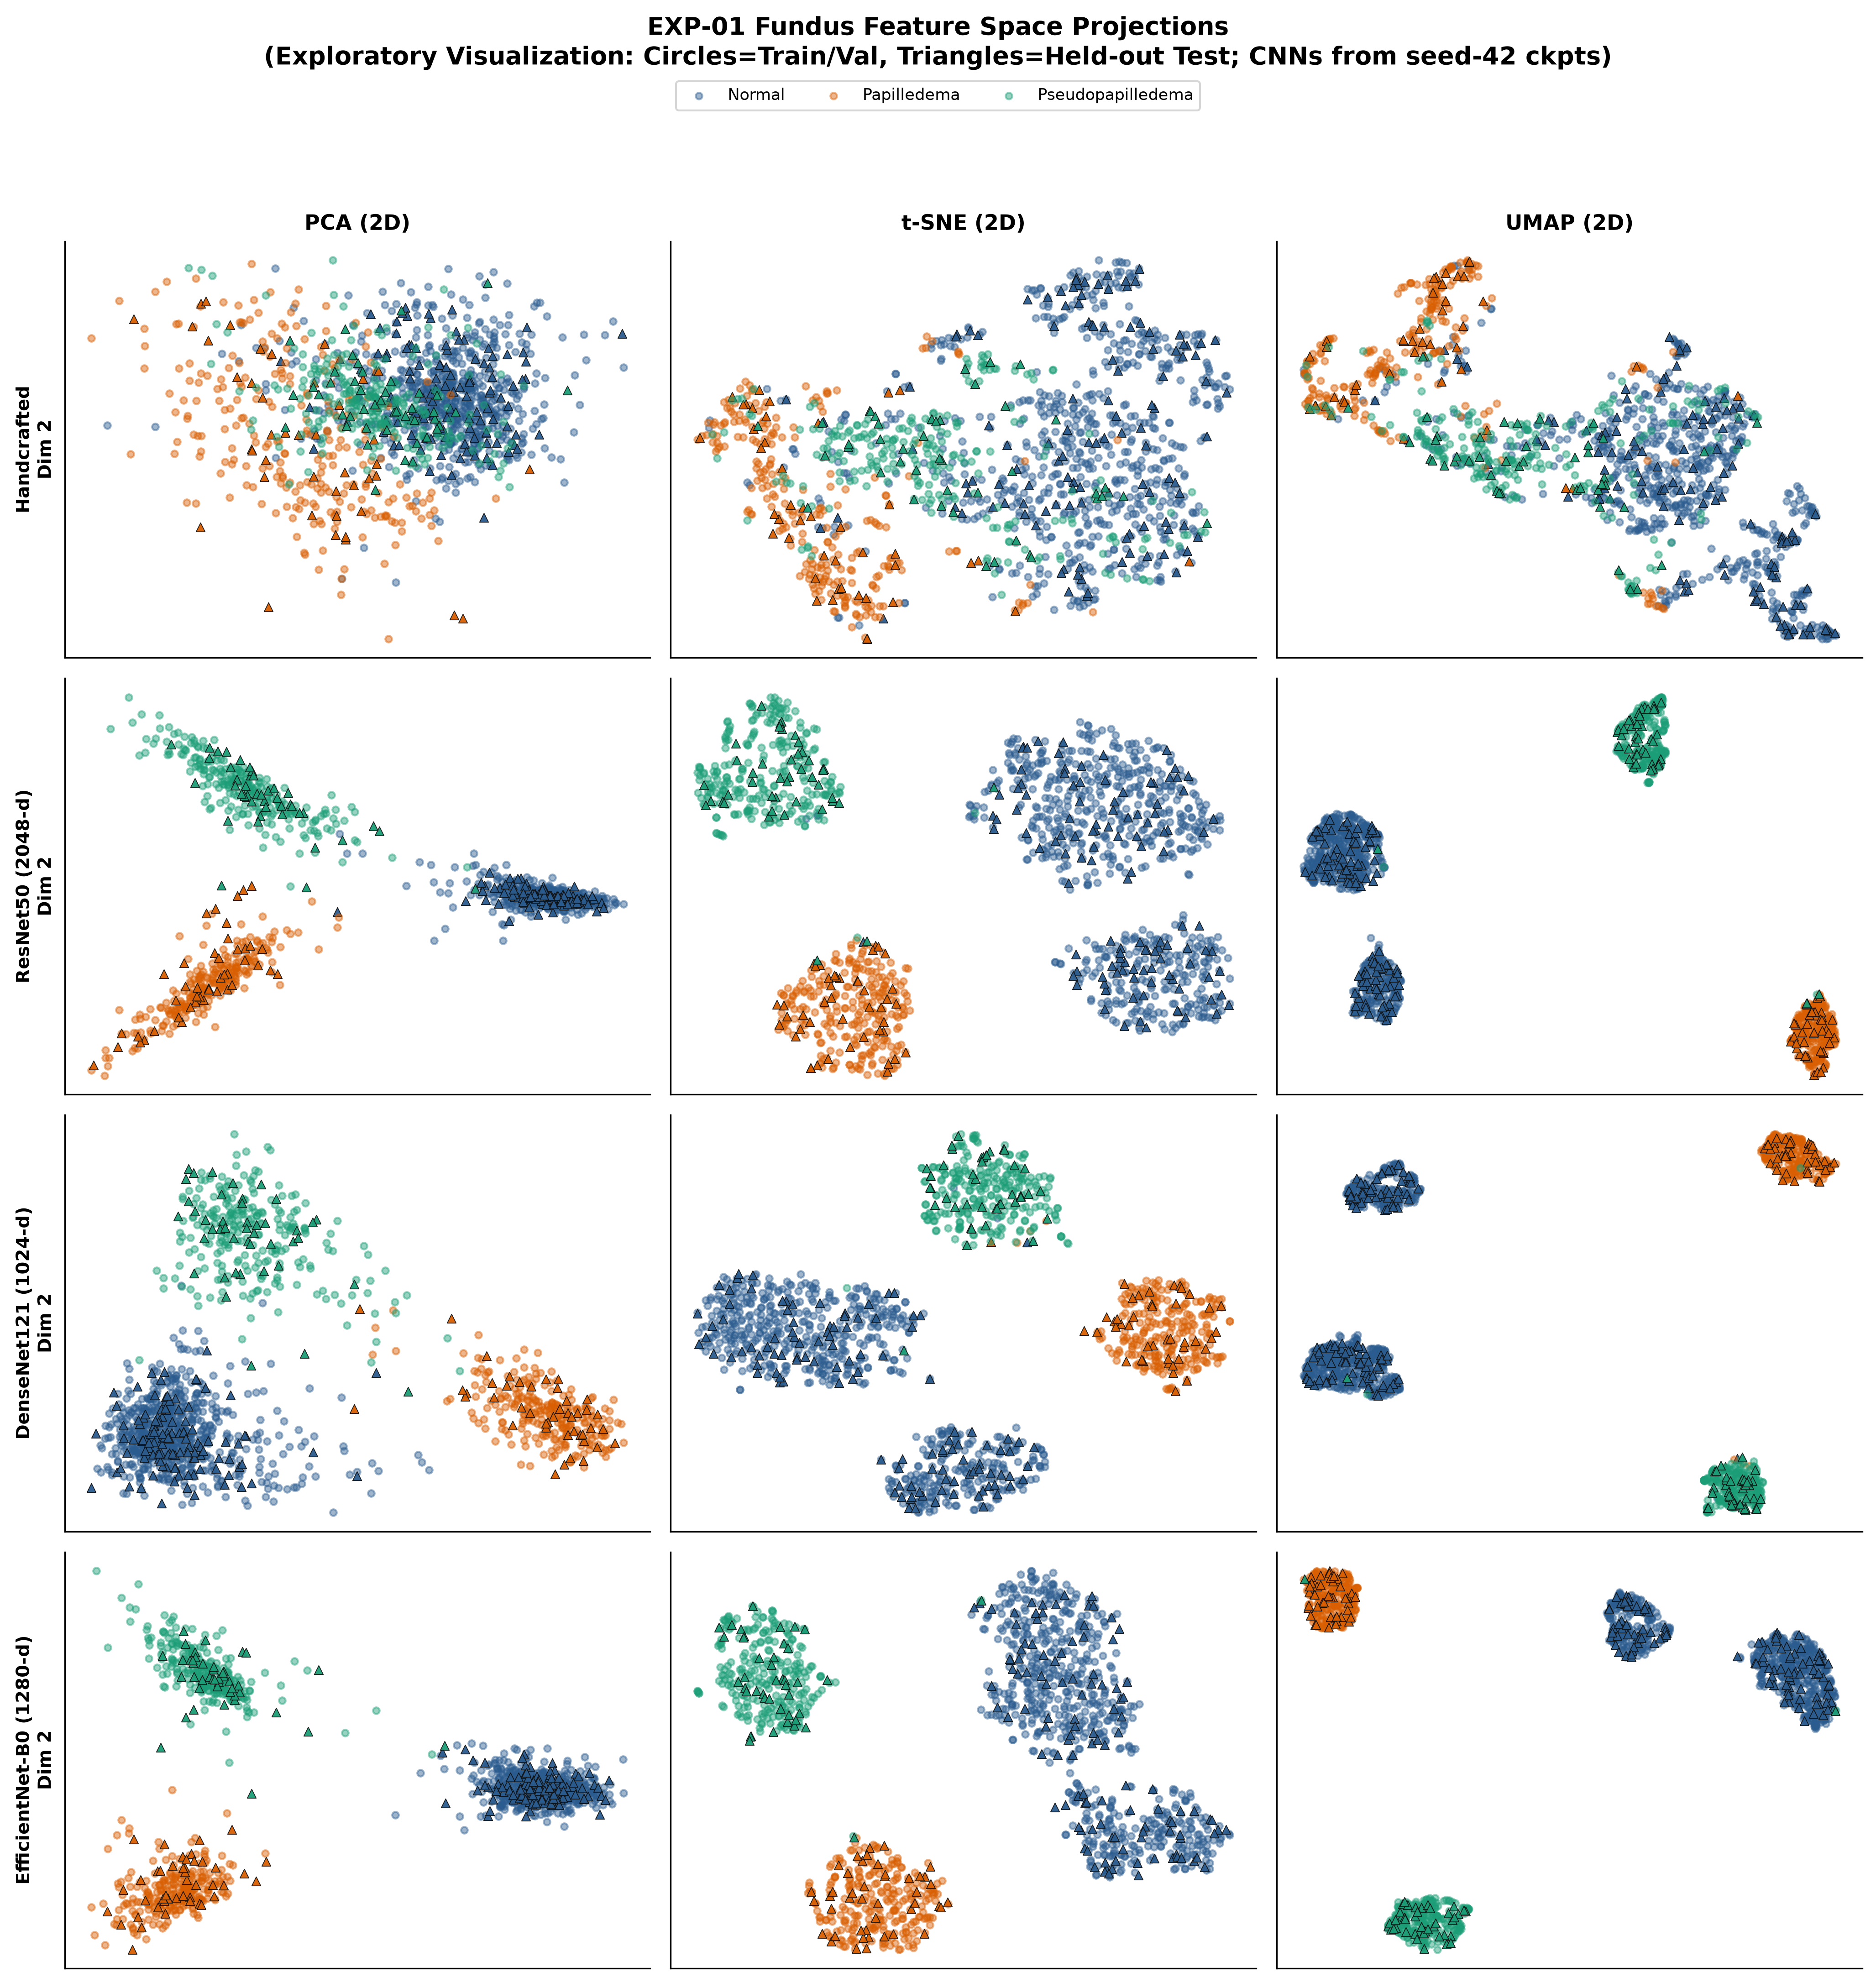 EXP-01 Fundus Feature Space Projections
(Exploratory Visualization: Circles=Train/Val, Triangles=Held-out Test; CNNs from seed-42 ckpts)
Normal Papilledema Pseudopapilledema
PCA (2D) t-SNE (2D) UMAP (2D)
Handcrafted
Dim 2
ResNet50 (2048-d)
Dim 2
DenseNet121 (1024-d)
Dim 2
EfficientNet-B0 (1280-d)
Dim 2